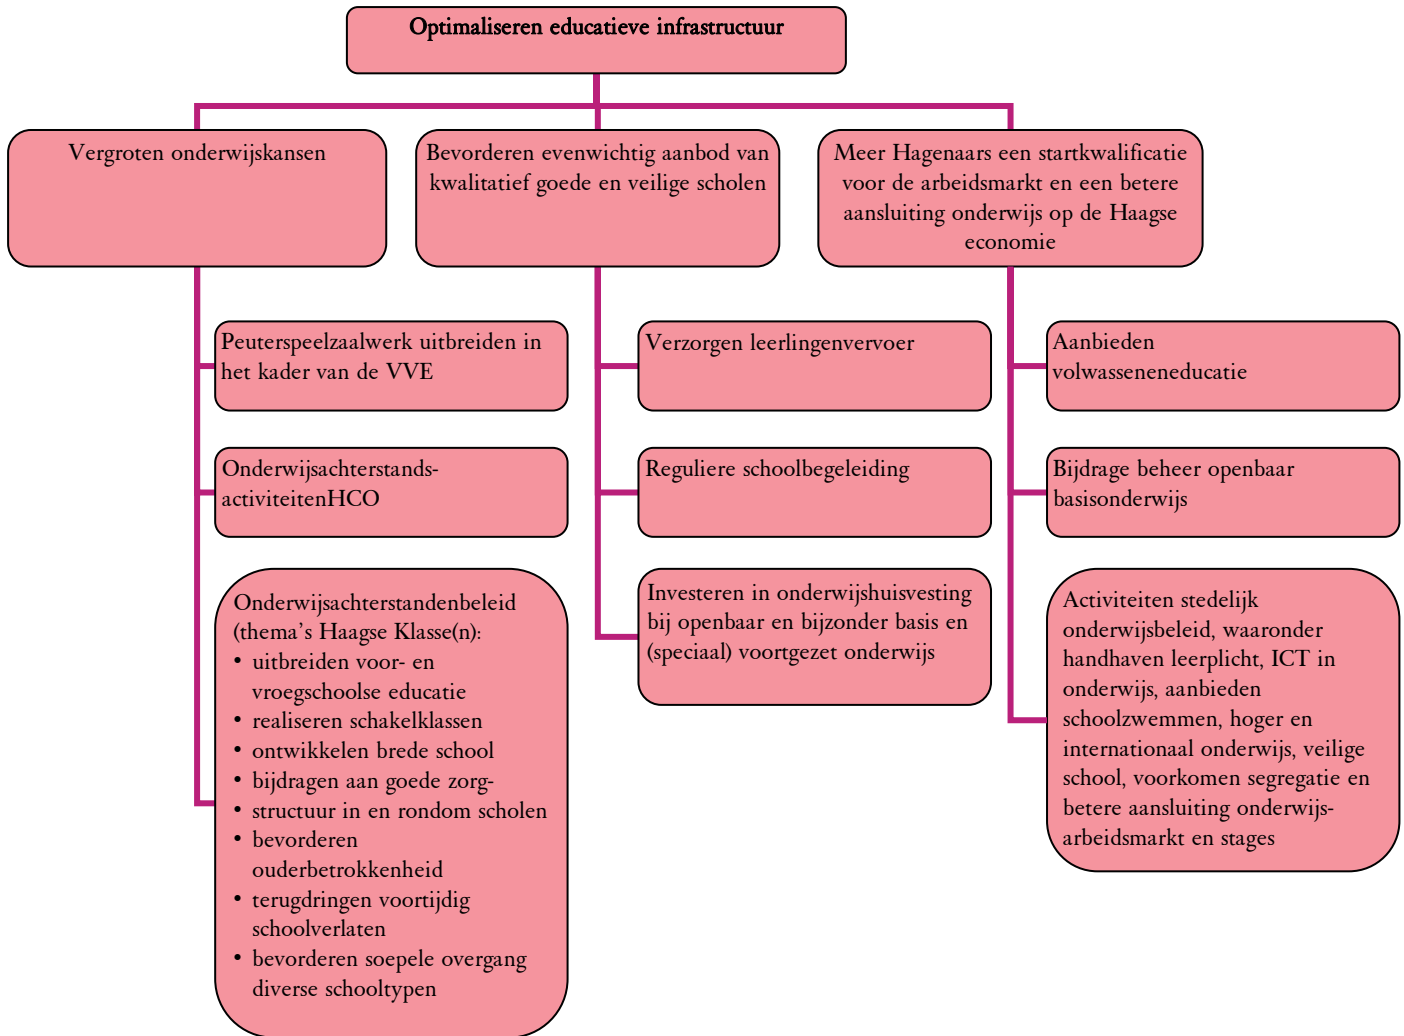 Optimaliseren educatieve infrastructuur
Vergroten onderwijskansen
Bevorderen evenwichtig aanbod van
kwalitatief goede en veilige scholen
Meer Hagenaars een startkwalificatie
voor de arbeidsmarkt en een betere
aansluiting onderwijs op de Haagse
economie
Peuterspeelzaalwerk uitbreiden in
het kader van de VVE
Onderwijsachterstands-
activiteitenHCO
Onderwijsachterstandenbeleid
(thema's Haagse Klasse(n):
• uitbreiden voor- en
vroegschoolse educatie
• realiseren schakelklassen
• ontwikkelen brede school
• bijdragen aan goede zorg-
• structuur in en rondom scholen
• bevorderen
ouderbetrokkenheid
• terugdringen voortijdig
schoolverlaten
• bevorderen soepele overgang
diverse schooltypen
Verzorgen leerlingenvervoer
Reguliere schoolbegeleiding
Investeren in onderwijshuisvesting
bij openbaar en bijzonder basis en
(speciaal) voortgezet onderwijs
Aanbieden
volwasseneneducatie
Bijdrage beheer openbaar
basisonderwijs
Activiteiten stedelijk
onderwijsbeleid, waaronder
handhaven leerplicht, ICT in
onderwijs, aanbieden
schoolzwemmen, hoger en
internationaal onderwijs, veilige
school, voorkomen segregatie en
betere aansluiting onderwijs-
arbeidsmarkt en stages